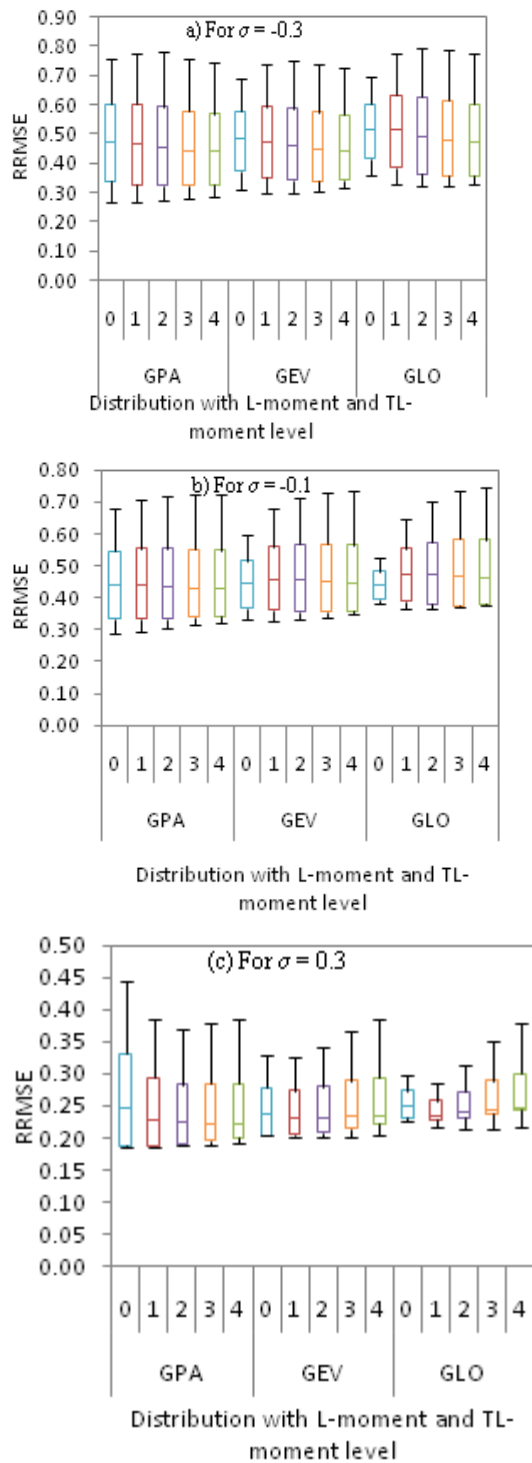 a) For σ = -0.3
RRMSE
0.90
0.80
0.70
0.60
0.50
0.40
0.30
0.20
0.10
0.00
0 1 2 3 4 0 1 2 3 4 0 1 2 3 4
GPA GEV GLO
Distribution with L-moment and TL-
moment level
b) For σ = -0.1
RRMSE
0.80
0.70
0.60
0.50
0.40
0.30
0.20
0.10
0.00
0 1 2 3 4 0 1 2 3 4 0 1 2 3 4
GPA GEV GLO
Distribution with L-moment and TL-
moment level
(c) For σ = 0.3
RRMSE
0.50
0.45
0.40
0.35
0.30
0.25
0.20
0.15
0.10
0.05
0.00
0 1 2 3 4 0 1 2 3 4 0 1 2 3 4
GPA GEV GLO
Distribution with L-moment and TL-
moment level